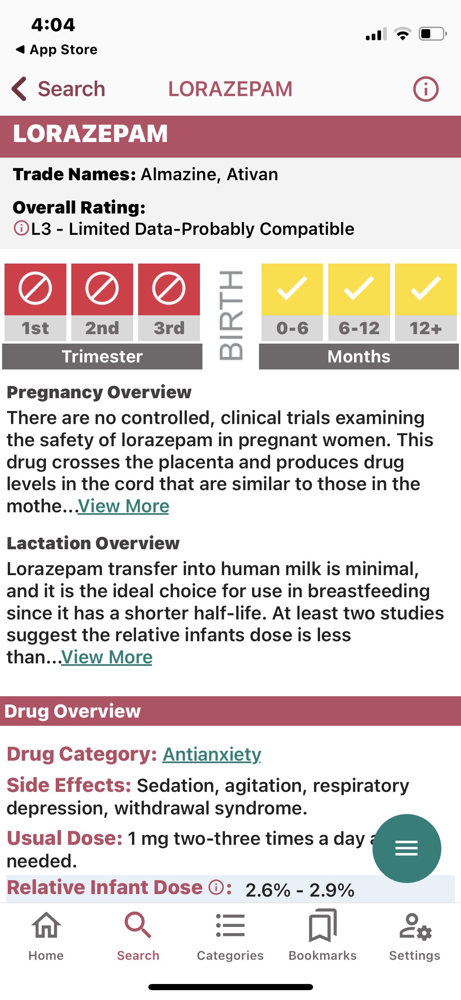 4:04
◀ App Store
Search
LORAZEPAM
LORAZEPAM
Trade Names: Almazine, Ativan
Overall Rating:
L3 - Limited Data-Probably Compatible
1st 2nd 3rd
Trimester
BIRTH
0-6 6-12 12+
Months
Pregnancy Overview
There are no controlled, clinical trials examining
the safety of lorazepam in pregnant women. This
drug crosses the placenta and produces drug
levels in the cord that are similar to those in the
mothe...View More
Lactation Overview
Lorazepam transfer into human milk is minimal,
and it is the ideal choice for use in breastfeeding
since it has a shorter half-life. At least two studies
suggest the relative infants dose is less
than...View More
Drug Overview
Drug Category: Antianxiety
Side Effects: Sedation, agitation, respiratory
depression, withdrawal syndrome.
Usual Dose: 1 mg two-three times a day
needed.
Relative Infant Dose : 2.6% - 2.9%
Home
Search
Categories
Bookmarks
Settings